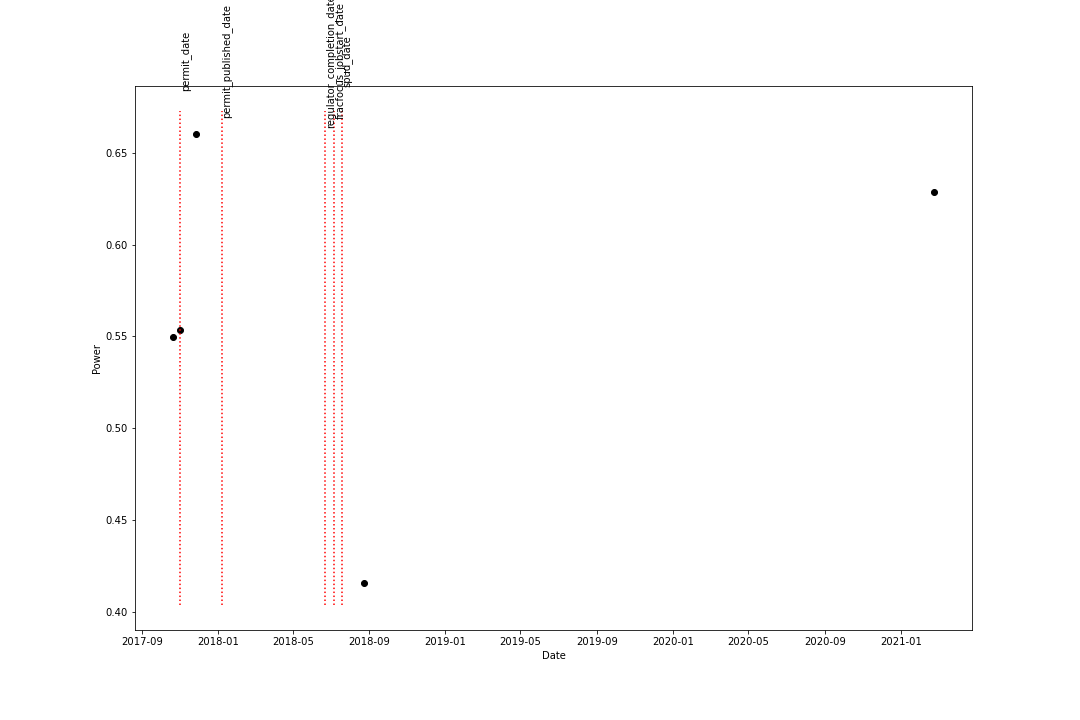 permit_date
permit_published_date
regulator_completion_date
fracfocus_jobstart_date
spud_date
0.65
0.60
0.55
0.50
0.45
0.40
Power
2017-09 2018-01 2018-05 2018-09 2019-01 2019-05 2019-09 2020-01 2020-05 2020-09 2021-01
Date